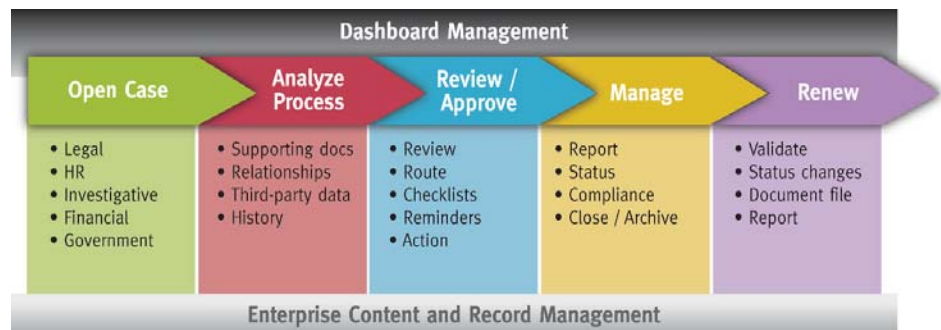 Dashboard Management
Open Case
Analyze
Process
Review /
Approve
Manage
Renew
• Legal
• HR
• Investigative
• Financial
• Government
• Supporting docs
• Relationships
• Third-party data
• History
• Review
• Route
• Checklists
• Reminders
• Action
• Report
• Status
• Compliance
• Close / Archive
• Validate
• Status changes
• Document file
• Report
Enterprise Content and Record Management